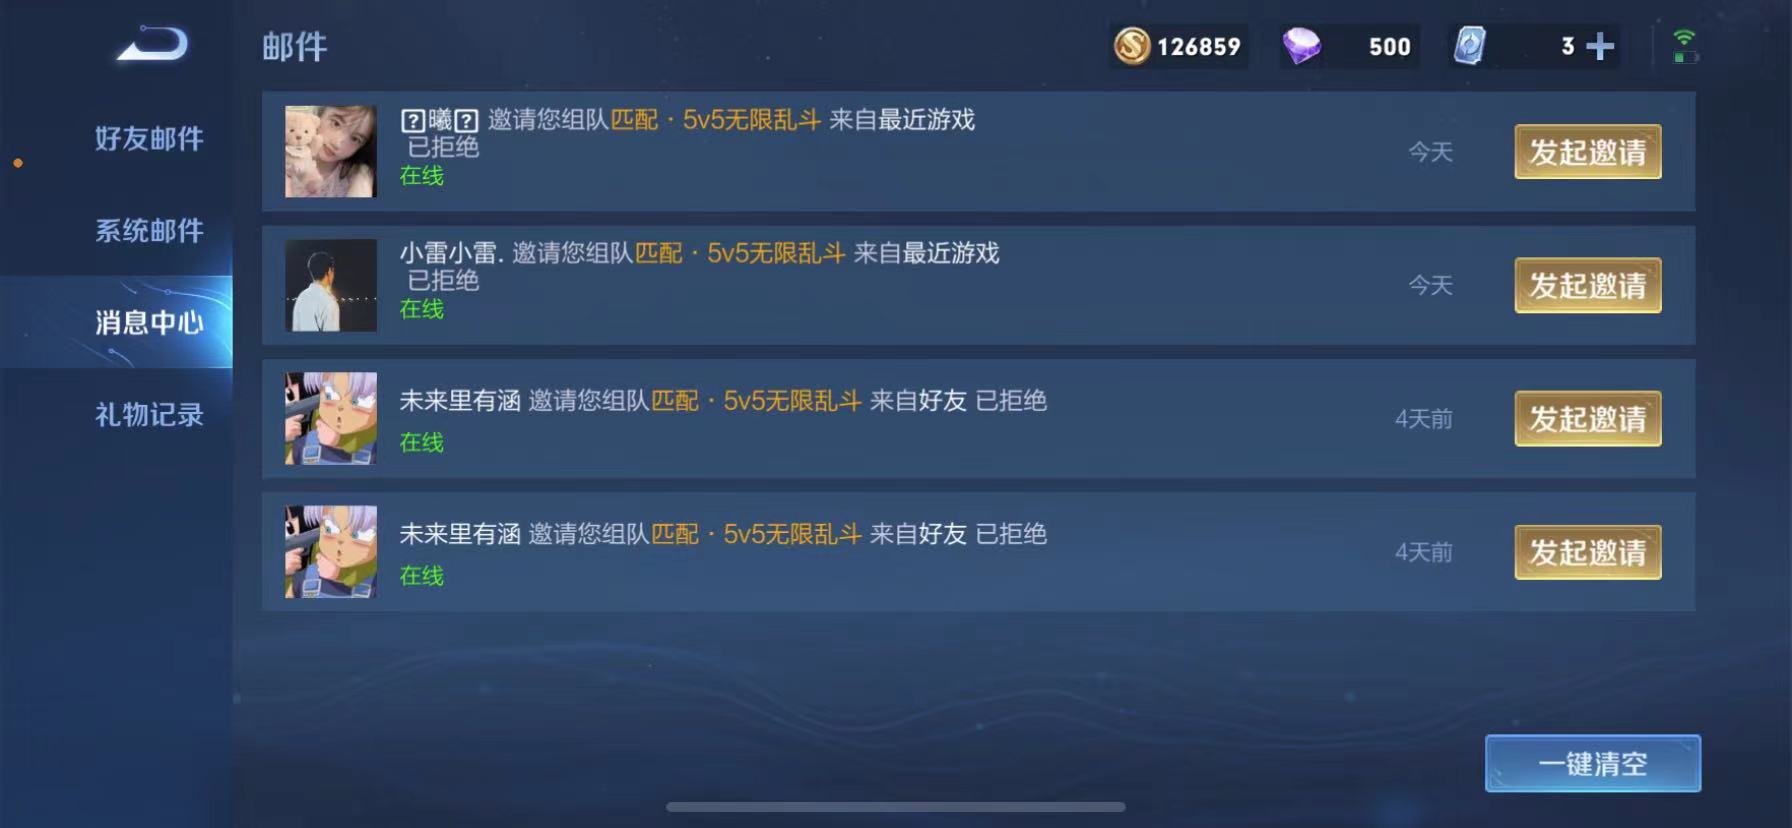 邮件
126859
500
3
好友邮件
系统邮件
消息中心
礼物记录
曦 邀请您组队匹配 · 5v5无限乱斗 来自最近游戏
已拒绝
在线
今天
发起邀请
小雷小雷. 邀请您组队匹配 · 5v5无限乱斗 来自最近游戏
已拒绝
在线
今天
发起邀请
未来里有涵 邀请您组队匹配 · 5v5无限乱斗 来自好友 已拒绝
在线
4天前
发起邀请
未来里有涵 邀请您组队匹配 · 5v5无限乱斗 来自好友 已拒绝
在线
4天前
发起邀请
一键清空